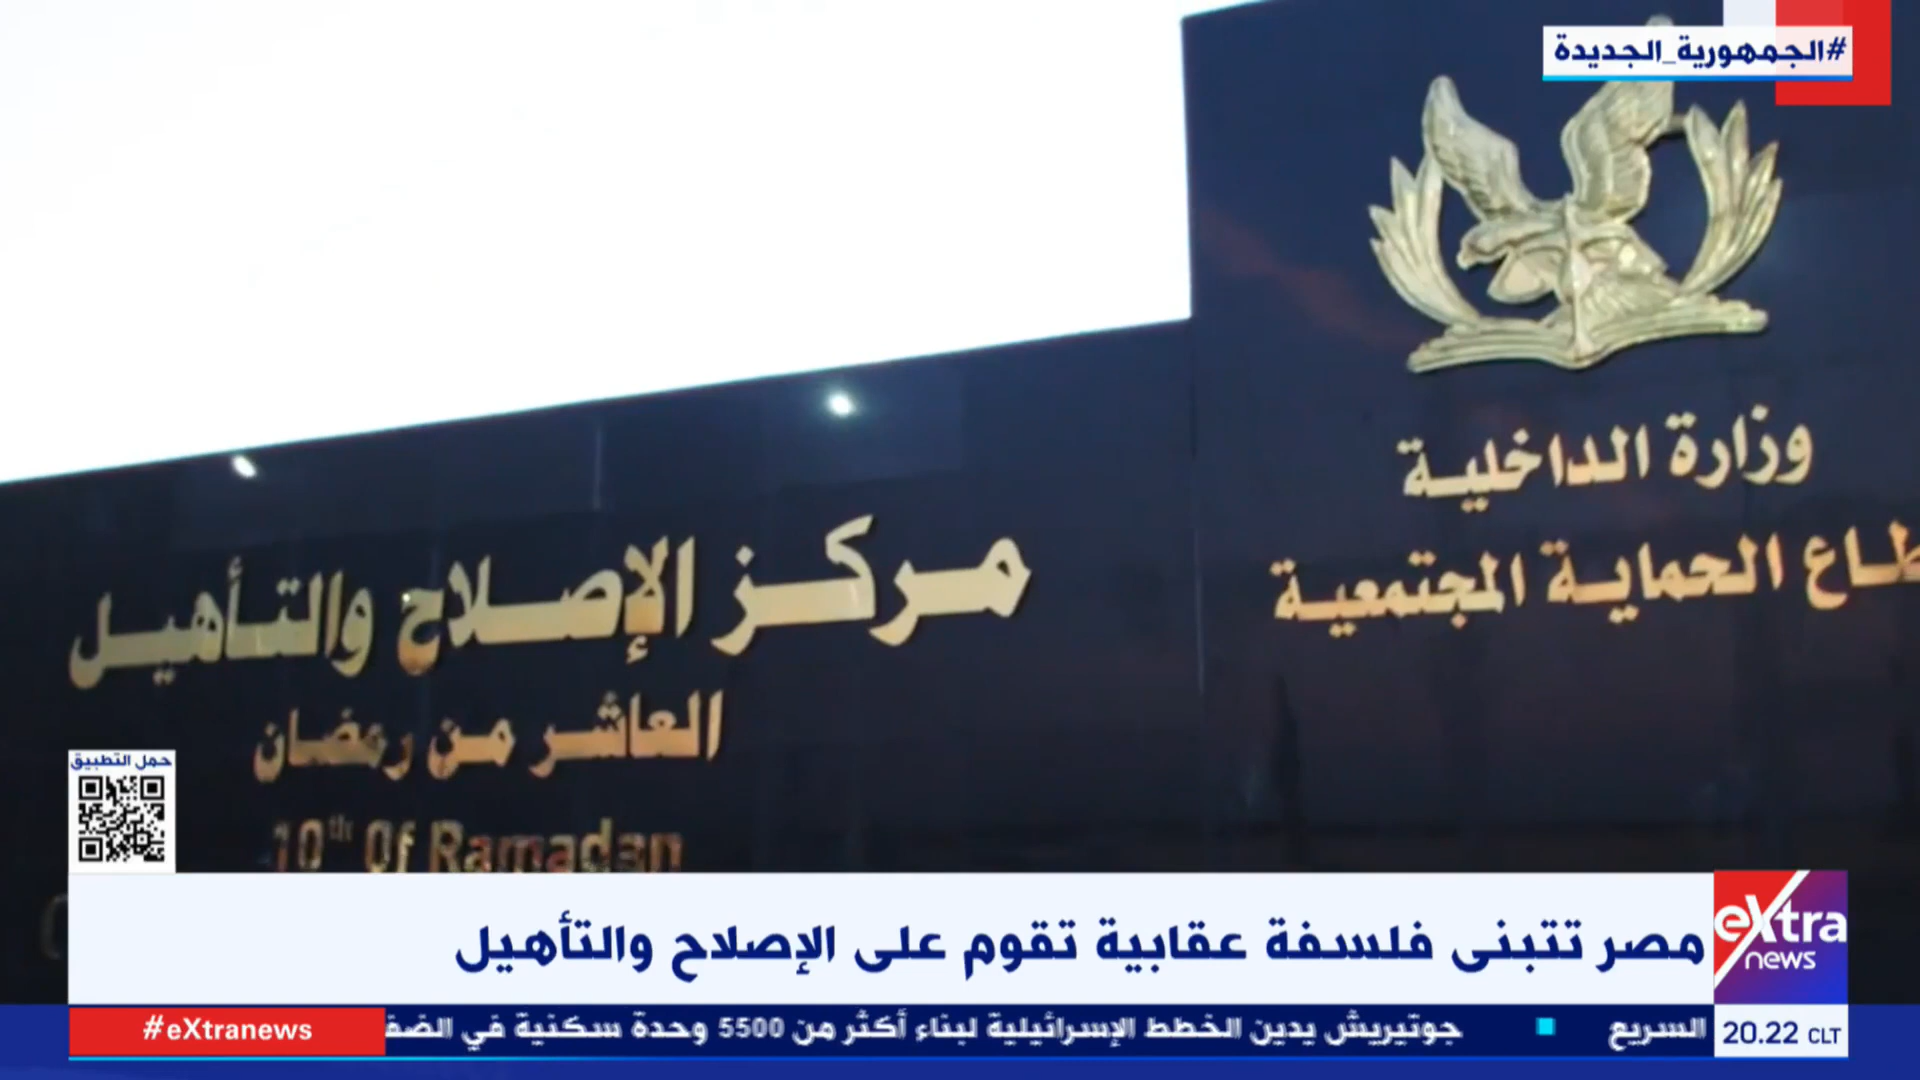 #الجمهورية_الجديدة
وزارة الداخلية
الحماية المجتمعية
مركز الإصلاح والتأهيل
العاشر من رمضان
10th Of Ramadan
حمل التطبيق
مصر تتبنى فلسفة عقابية تقوم على الإصلاح والتأهيل
eXtra news
السريع
جوتيريش يدين الخطط الإسرائيلية لبناء أكثر من 5500 وحدة سكنية في
#eXtranews
20.22 CLT